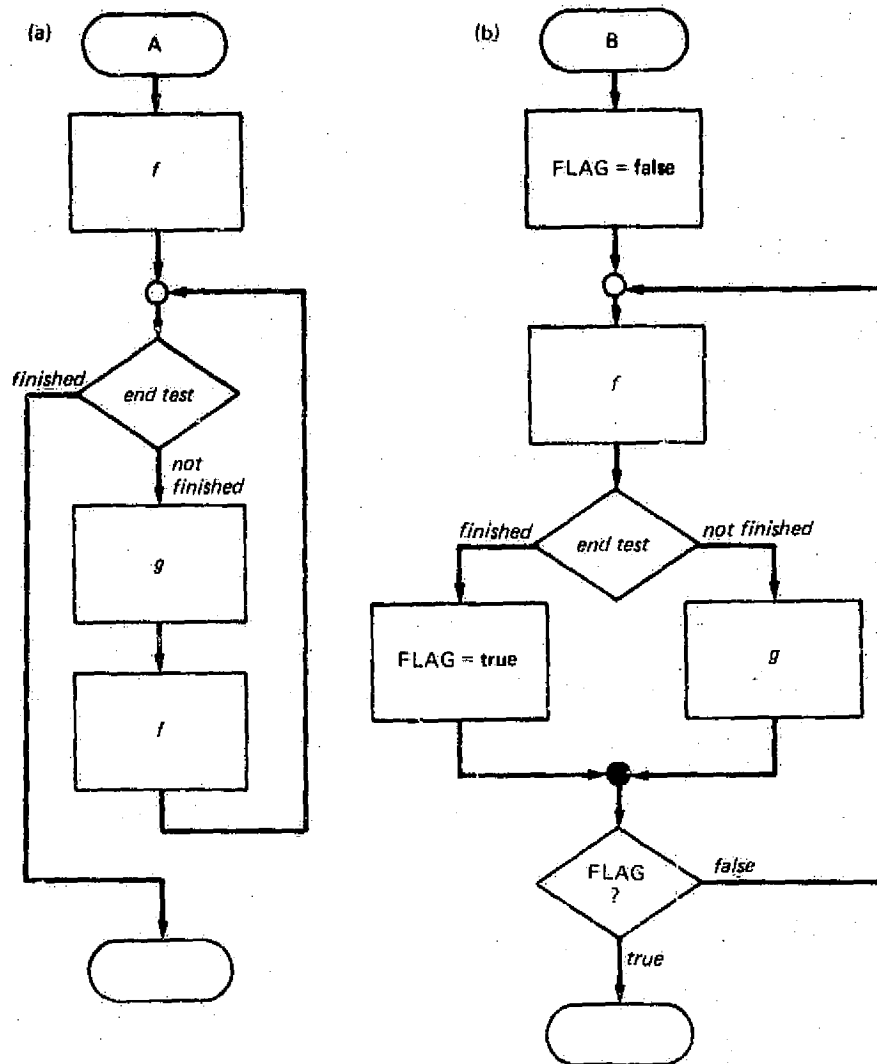 (a)
A
f
end test
finished
not
finished
g
f
(b)
B
FLAG = false
f
end test
finished
not finished
FLAG = true
g
FLAG
?
false
true